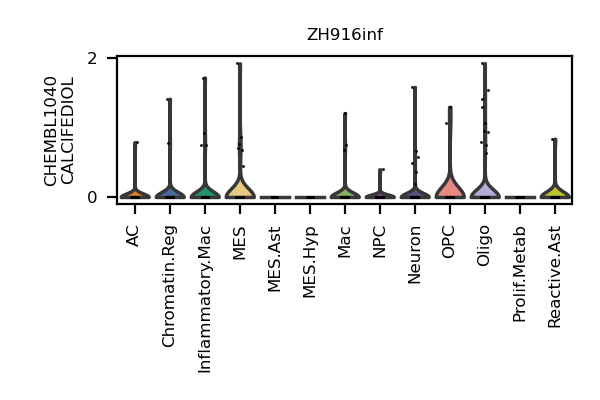 ZH916inf
CHEMBL1040
CALCIFEDIOL
2
0
AC
Chromatin.Reg
Inflammatory.Mac
MES
MES.Ast
MES.Hyp
Mac
NPC
Neuron
OPC
Oligo
Prolif.Metab
Reactive.Ast